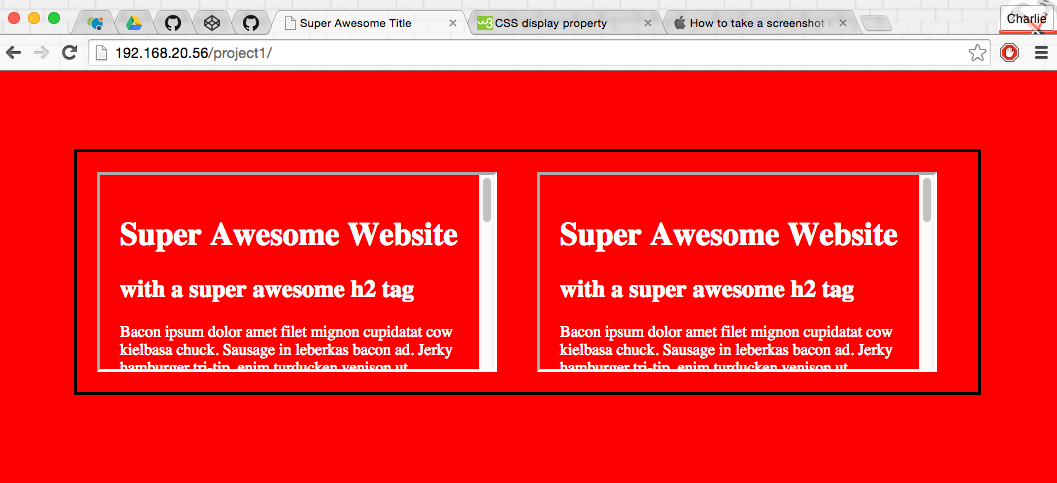 Super Awesome Title
CSS display property
How to take a screenshot
Charlie
192.168.20.56/project1/
Super Awesome Website
with a super awesome h2 tag
Bacon ipsum dolor amet filet mignon cupidatat cow
kielbasa chuck. Sausage in leberkas bacon ad. Jerky
hamburger tri-tip, enim turducken venison ut
Super Awesome Website
with a super awesome h2 tag
Bacon ipsum dolor amet filet mignon cupidatat cow
kielbasa chuck. Sausage in leberkas bacon ad. Jerky
hamburger tri-tip, enim turducken venison ut